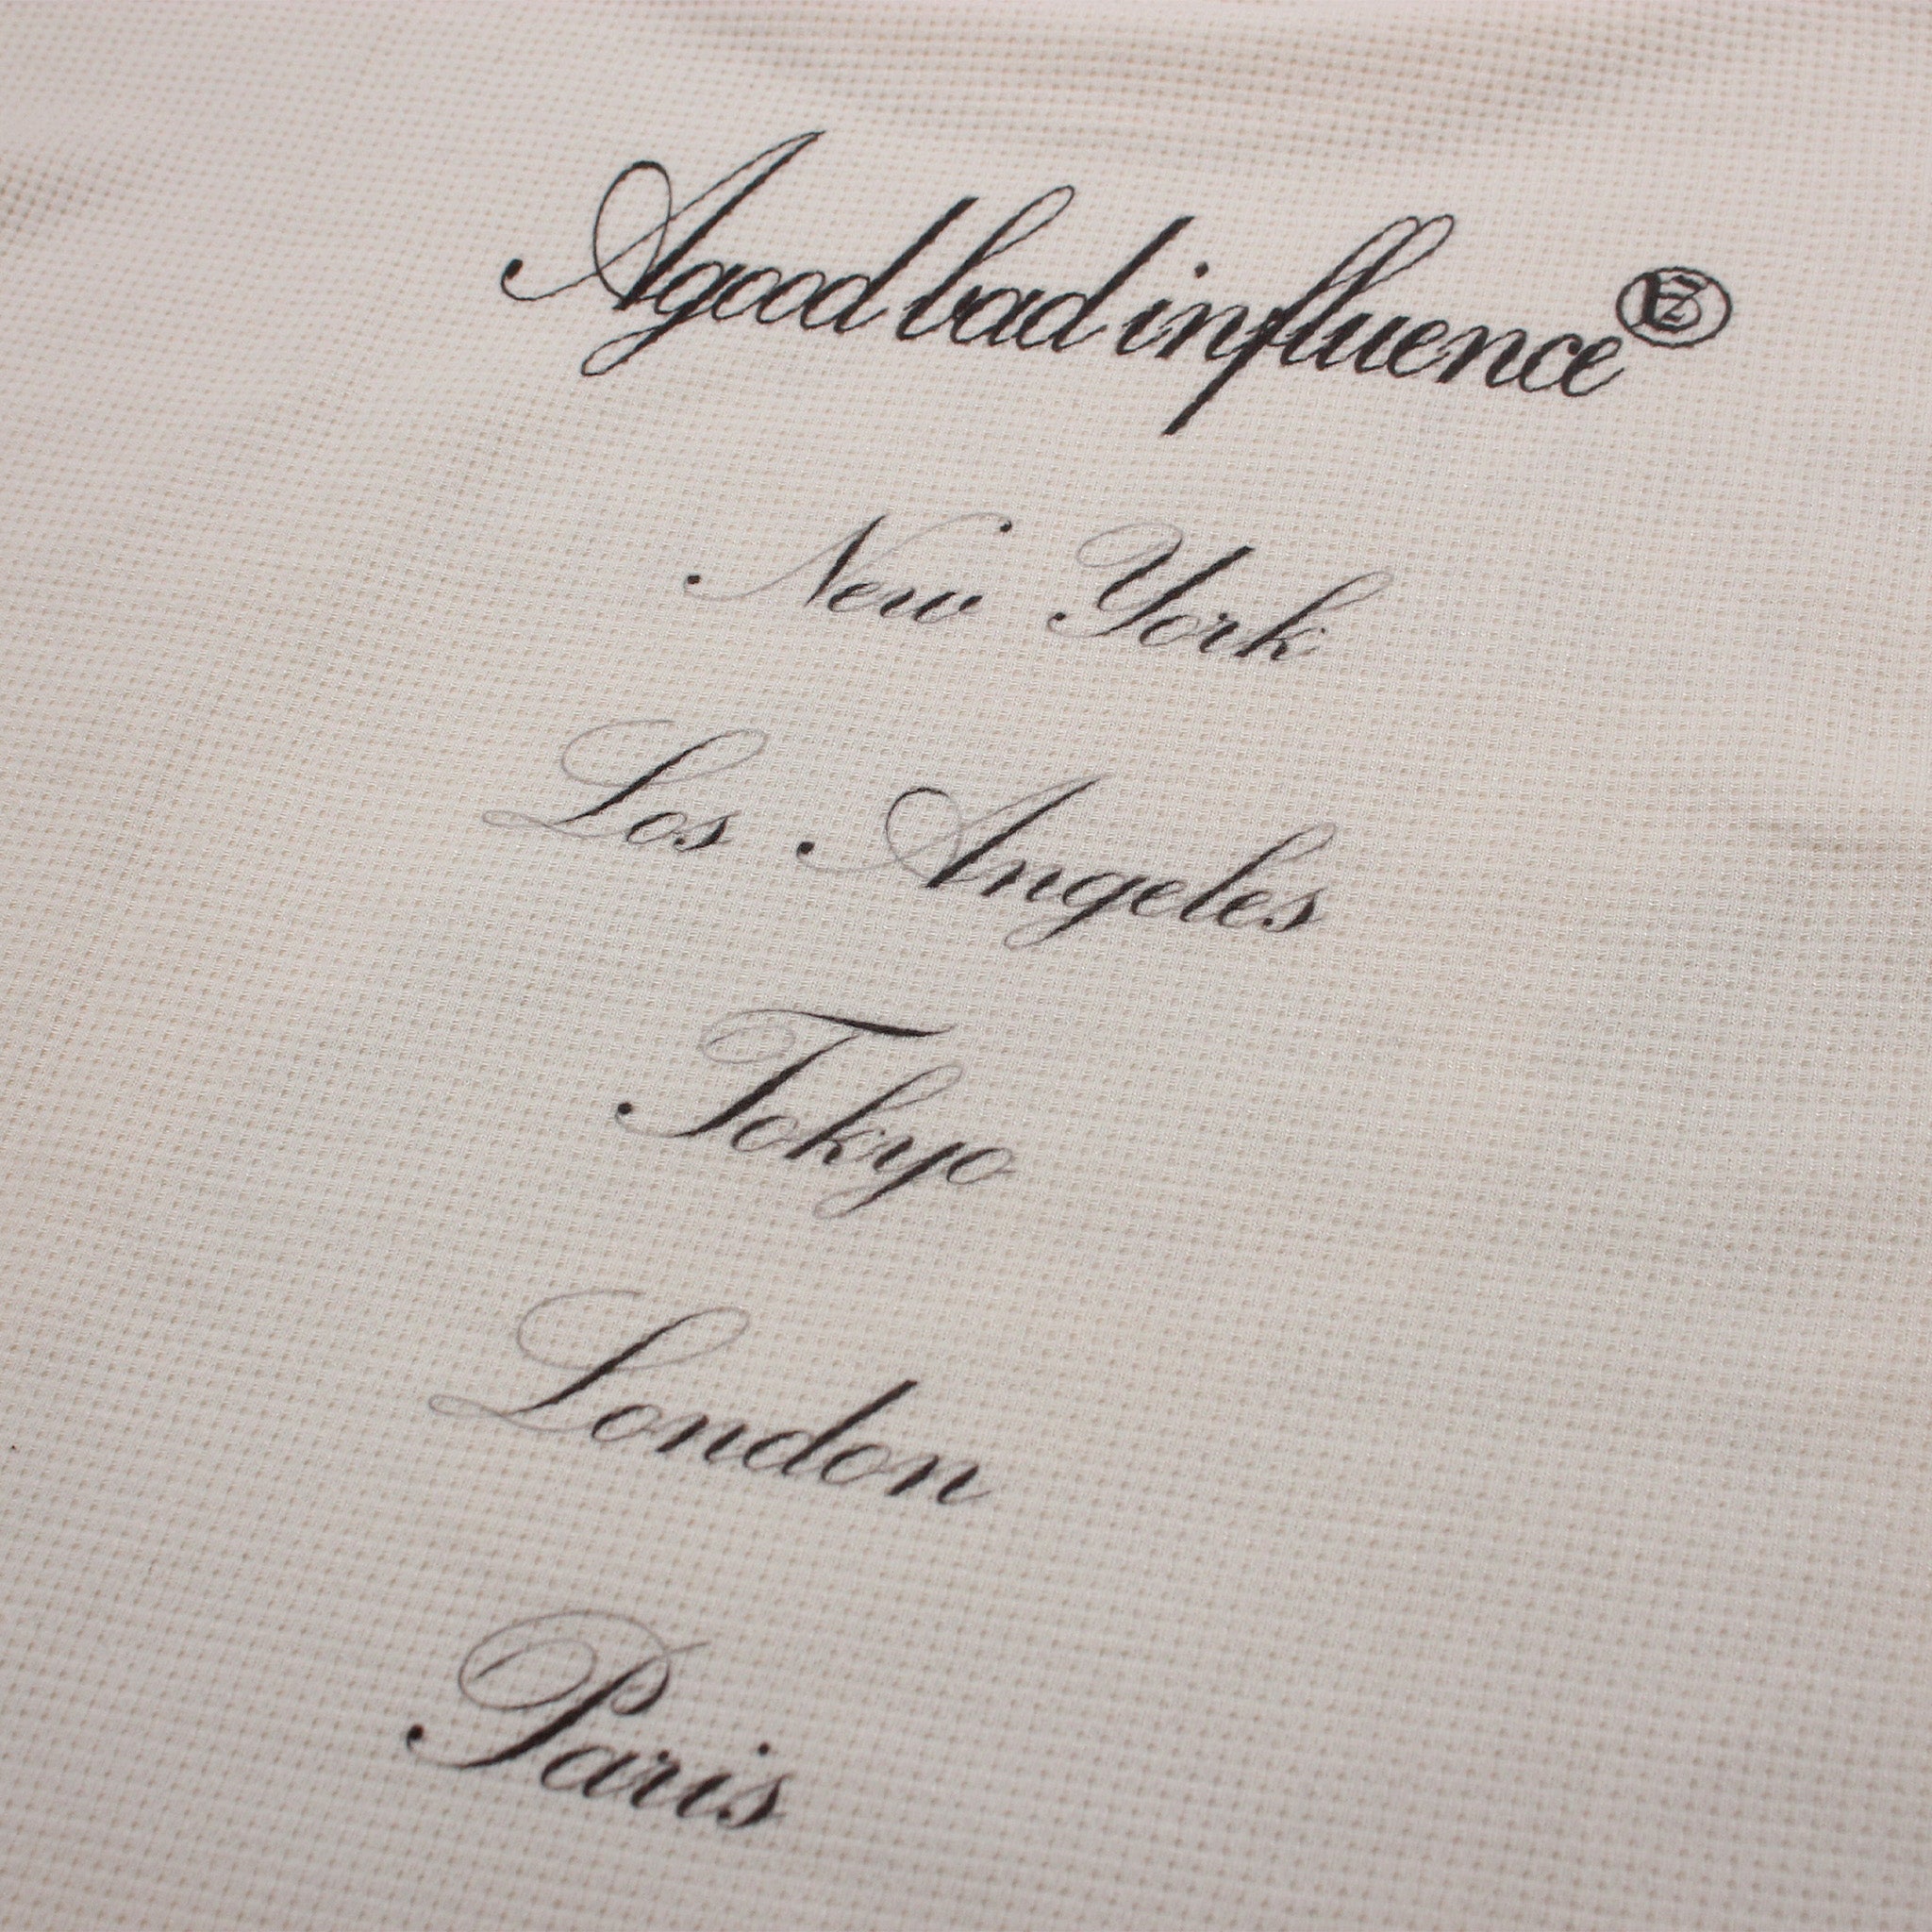 A good bad influence
New York
Los Angeles
Tokyo
London
Paris